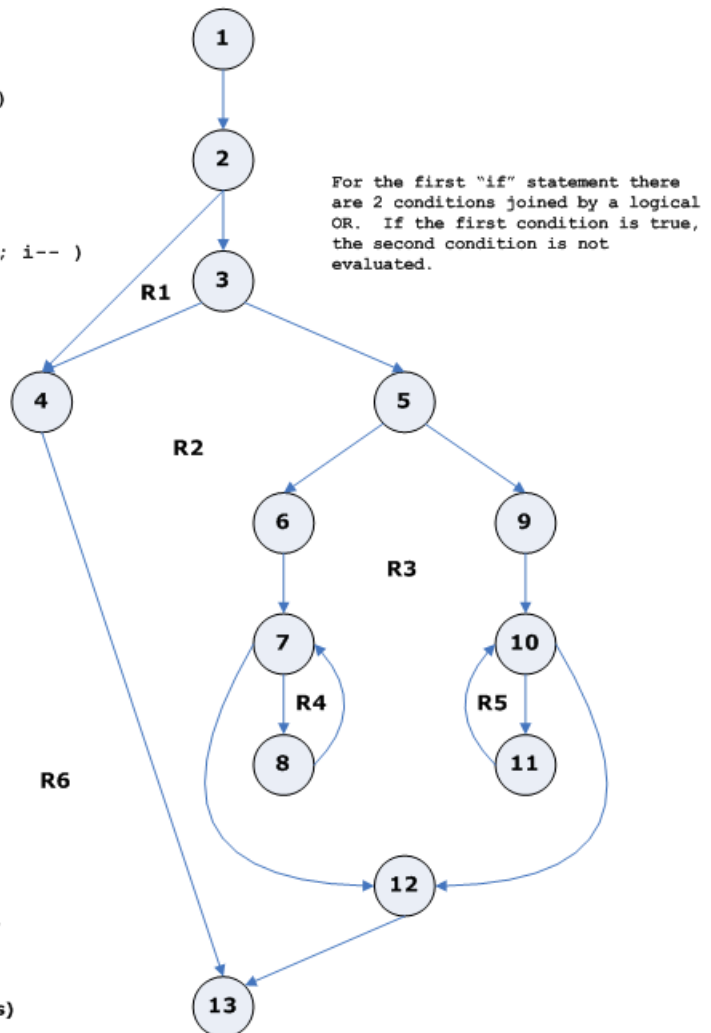 1
)
2
For the first "if" statement there
are 2 conditions joined by a logical
OR. If the first condition is true,
the second condition is not
evaluated.
; i-- )
3
R1
4
5
R2
6
9
R3
7
10
R4
R5
8
11
R6
12
s)
13